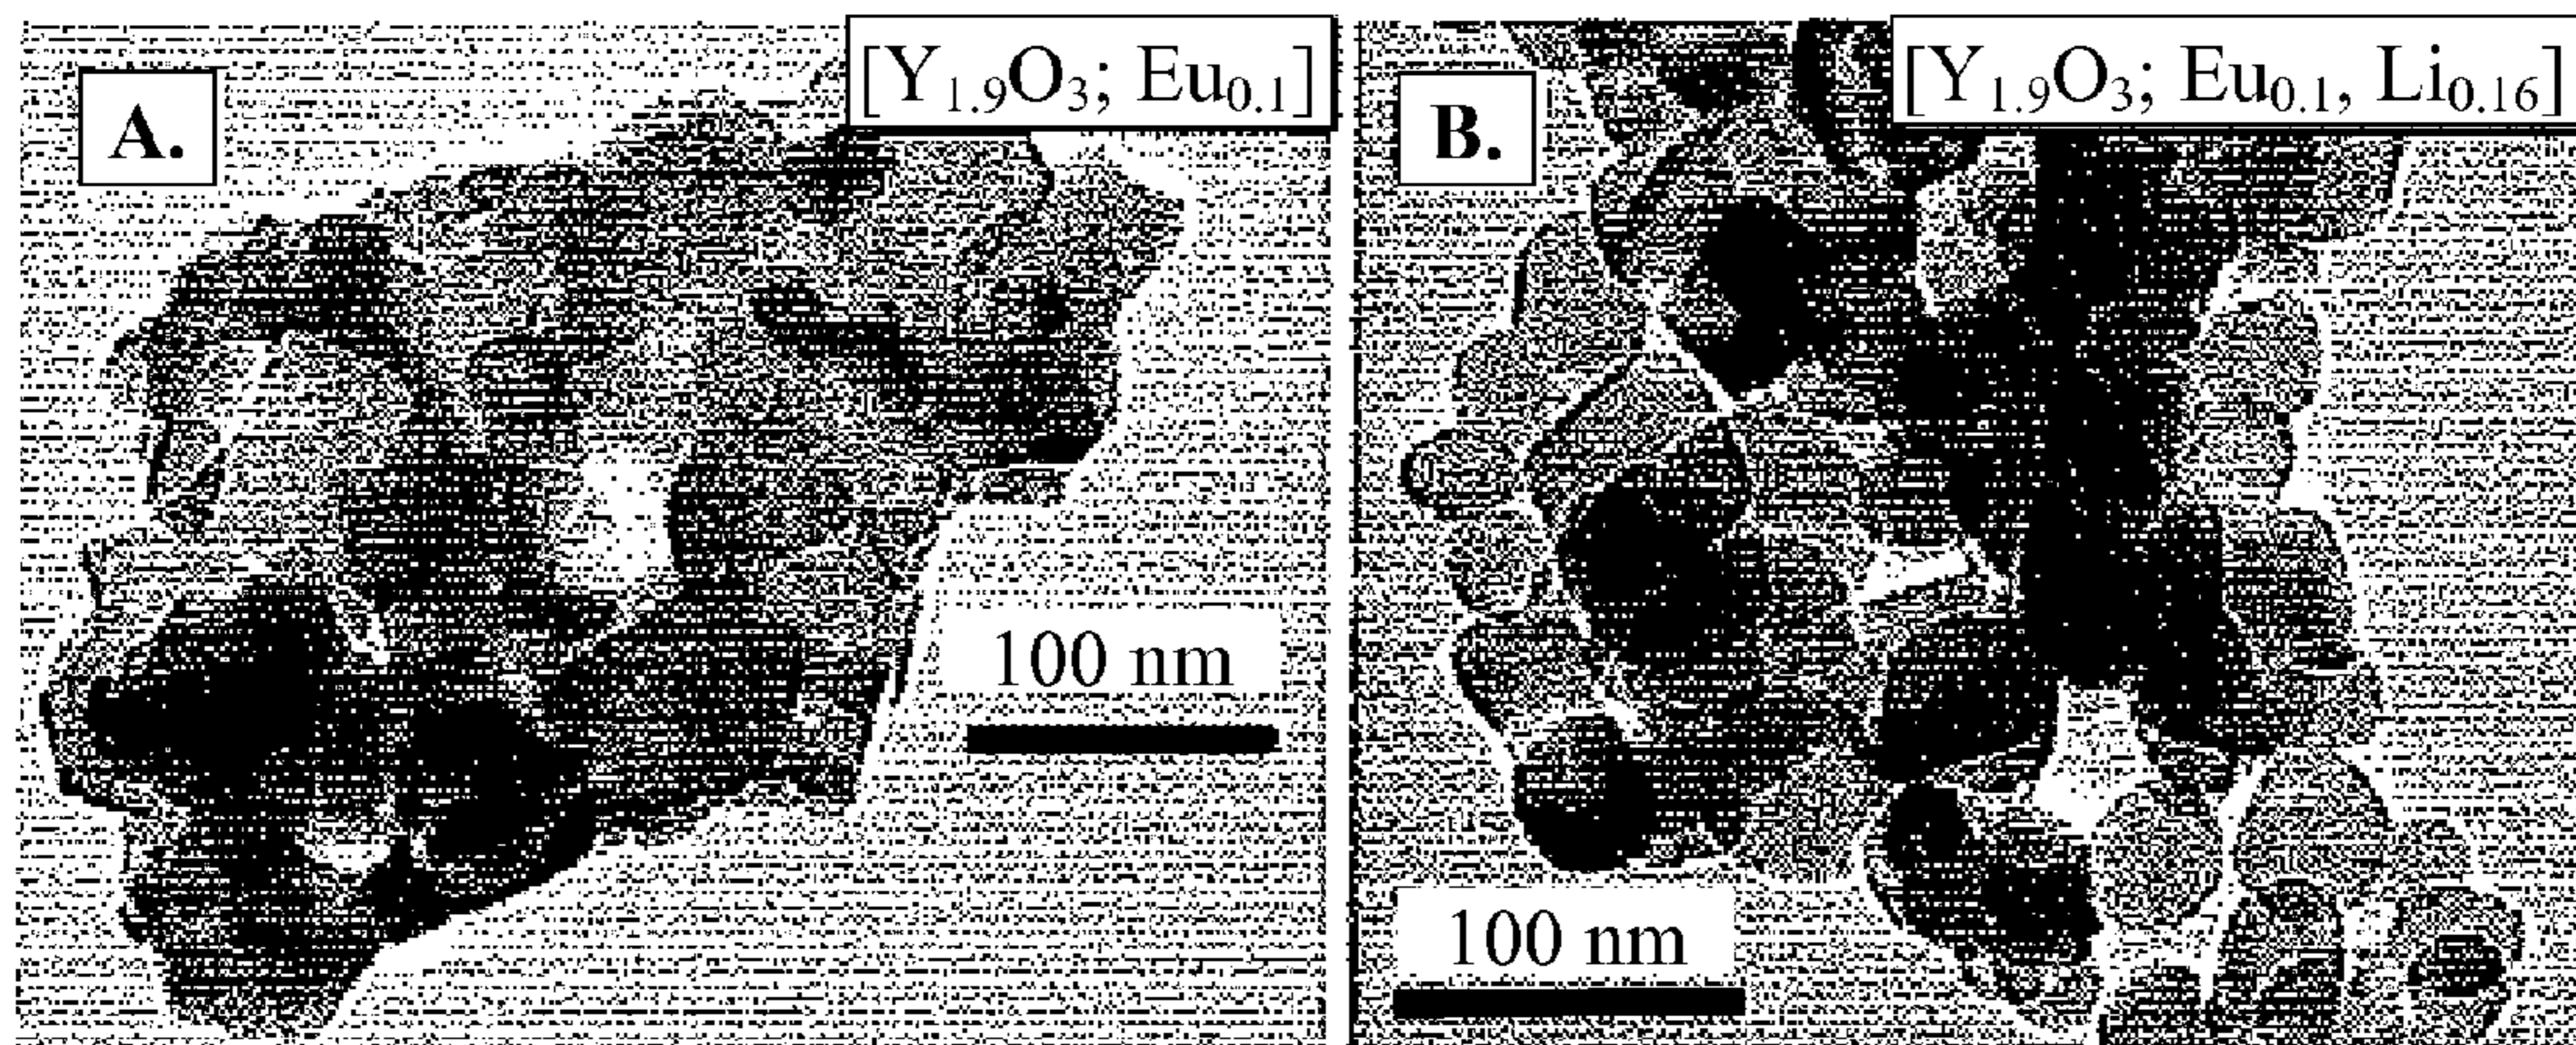 A.
[Y1.9O3; Eu0.1]
100 nm
B.
[Y1.9O3; Eu0.1, Li0.16]
100 nm